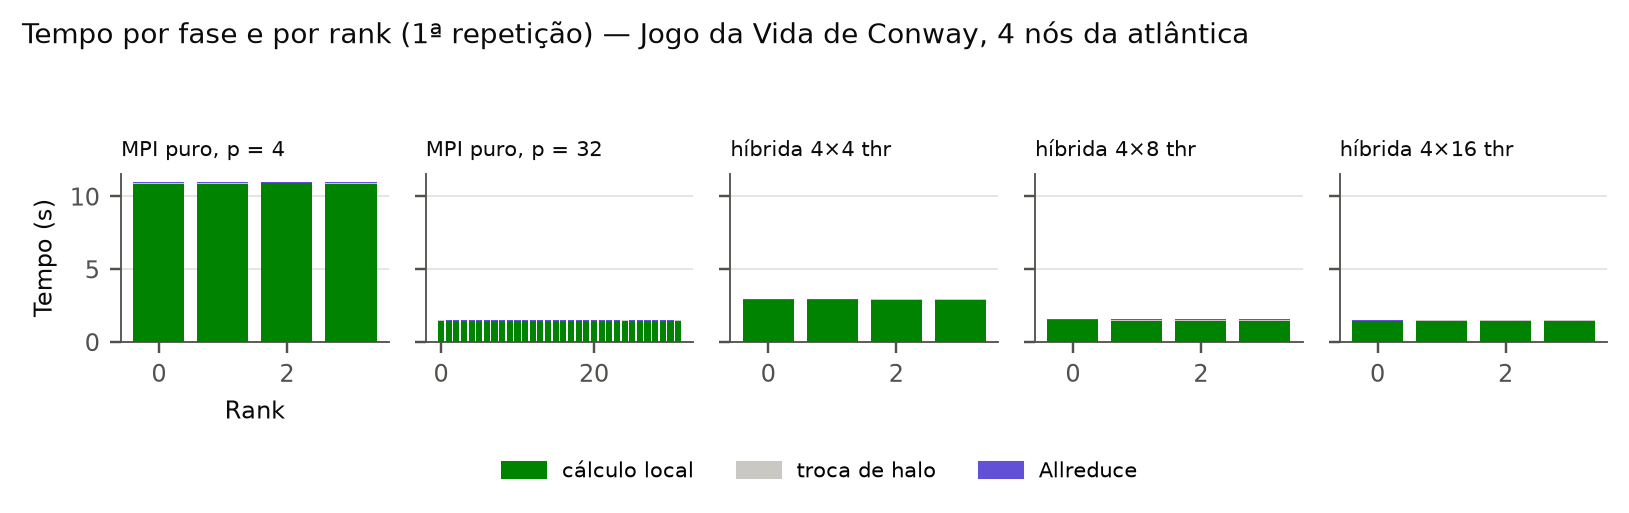 Tempo por fase e por rank (1ª repetição) — Jogo da Vida de Conway, 4 nós da atlântica
MPI puro, p = 4
MPI puro, p = 32
híbrida 4×4 thr
híbrida 4×8 thr
híbrida 4×16 thr
Tempo (s)
10
5
0
0 2
0 20
0 2
0 2
0 2
Rank
cálculo local
troca de halo
Allreduce